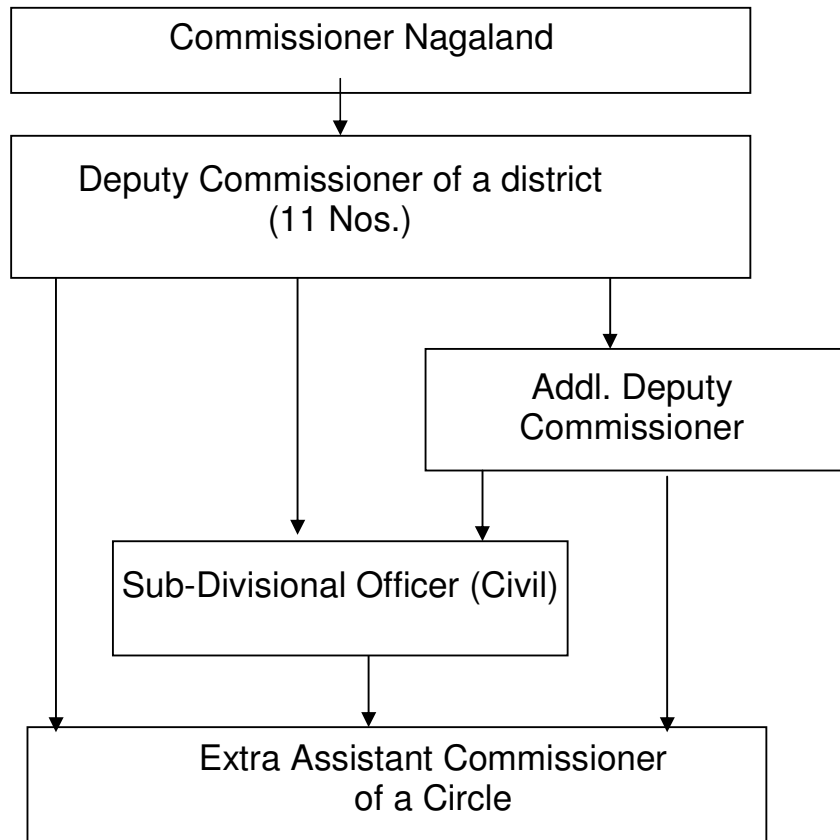 Commissioner Nagaland
Deputy Commissioner of a district
(11 Nos.)
Addl. Deputy
Commissioner
Sub-Divisional Officer (Civil)
Extra Assistant Commissioner
of a Circle